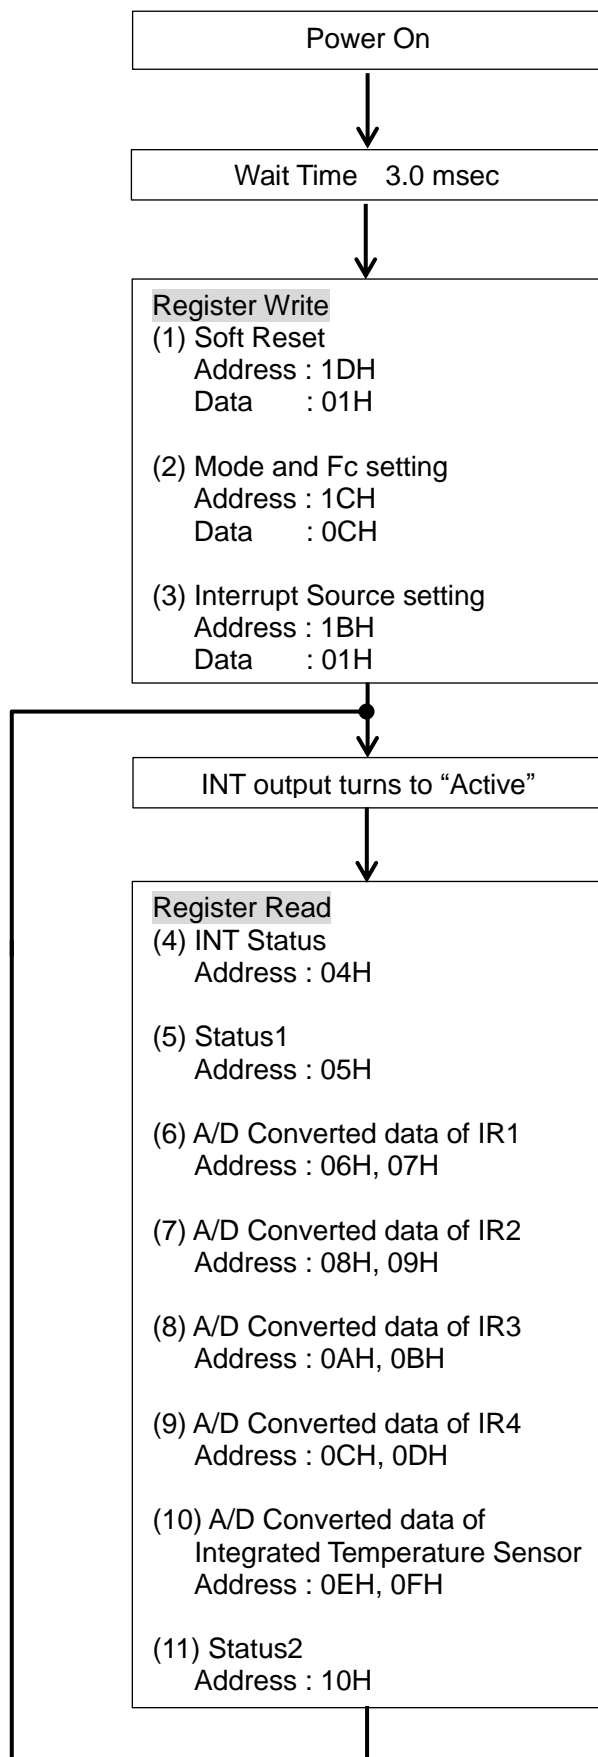 Power On
Wait Time 3.0 msec
Register Write
(1) Soft Reset
Address : 1DH
Data : 01H
(2) Mode and Fc setting
Address : 1CH
Data : 0CH
(3) Interrupt Source setting
Address : 1BH
Data : 01H
INT output turns to “Active”
Register Read
(4) INT Status
Address : 04H
(5) Status1
Address : 05H
(6) A/D Converted data of IR1
Address : 06H, 07H
(7) A/D Converted data of IR2
Address : 08H, 09H
(8) A/D Converted data of IR3
Address : 0AH, 0BH
(9) A/D Converted data of IR4
Address : 0CH, 0DH
(10) A/D Converted data of
Integrated Temperature Sensor
Address : 0EH, 0FH
(11) Status2
Address : 10H